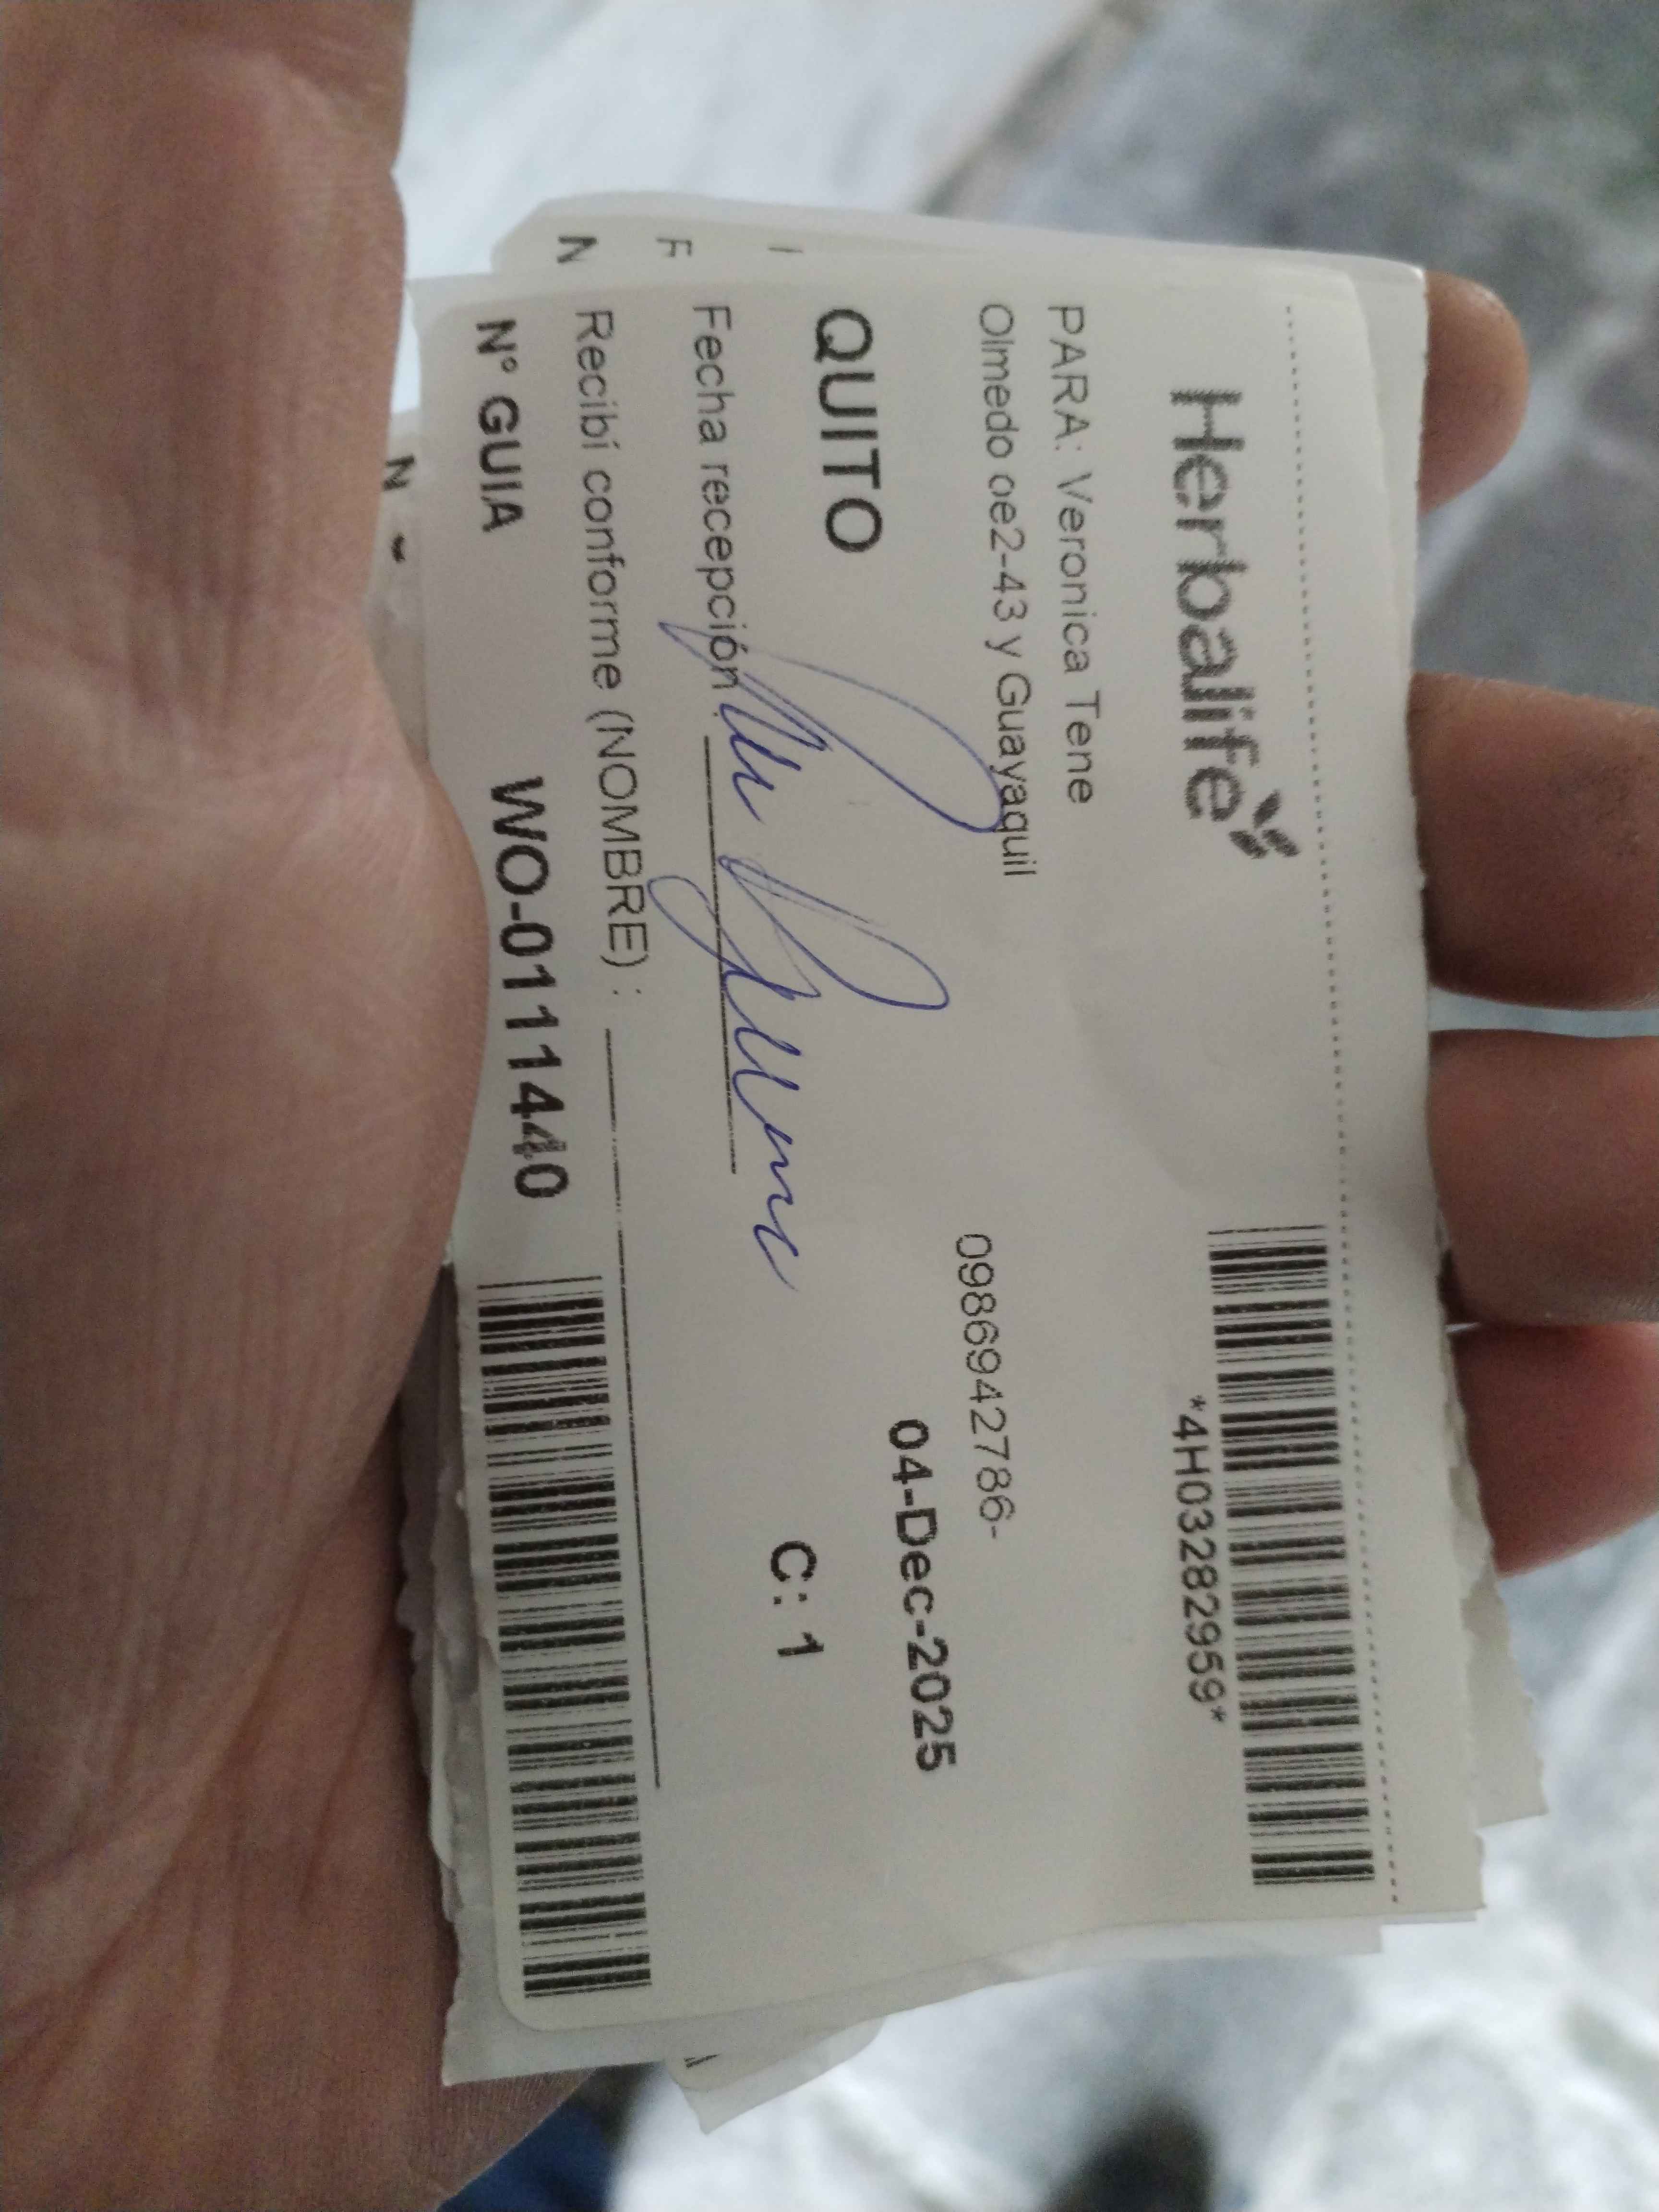 Herbalife
*4H03282959*
PARA: Veronica Tene
Olmedo oe2-43 y Guayaquil
0986942786-
04-Dec-2025
QUITO
C: 1
Fecha recepción :
Recibí conforme (NOMBRE) :
N° GUIA WO-0111440